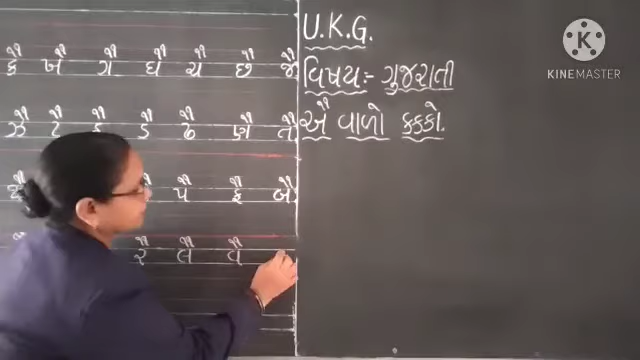 કૈ ખૈ ગૈ ઘૈ ચૈ છૈ જૈ
ઝૈ ટૈ ઠૈ ડૈ ઢૈ ણૈ તૈ
પૈ ફૈ બૈ
રૈ લૈ વૈ
U.K.G.
વિષય:- ગુજરાતી
ઐ વાળો કક્કો.
KINEMASTER